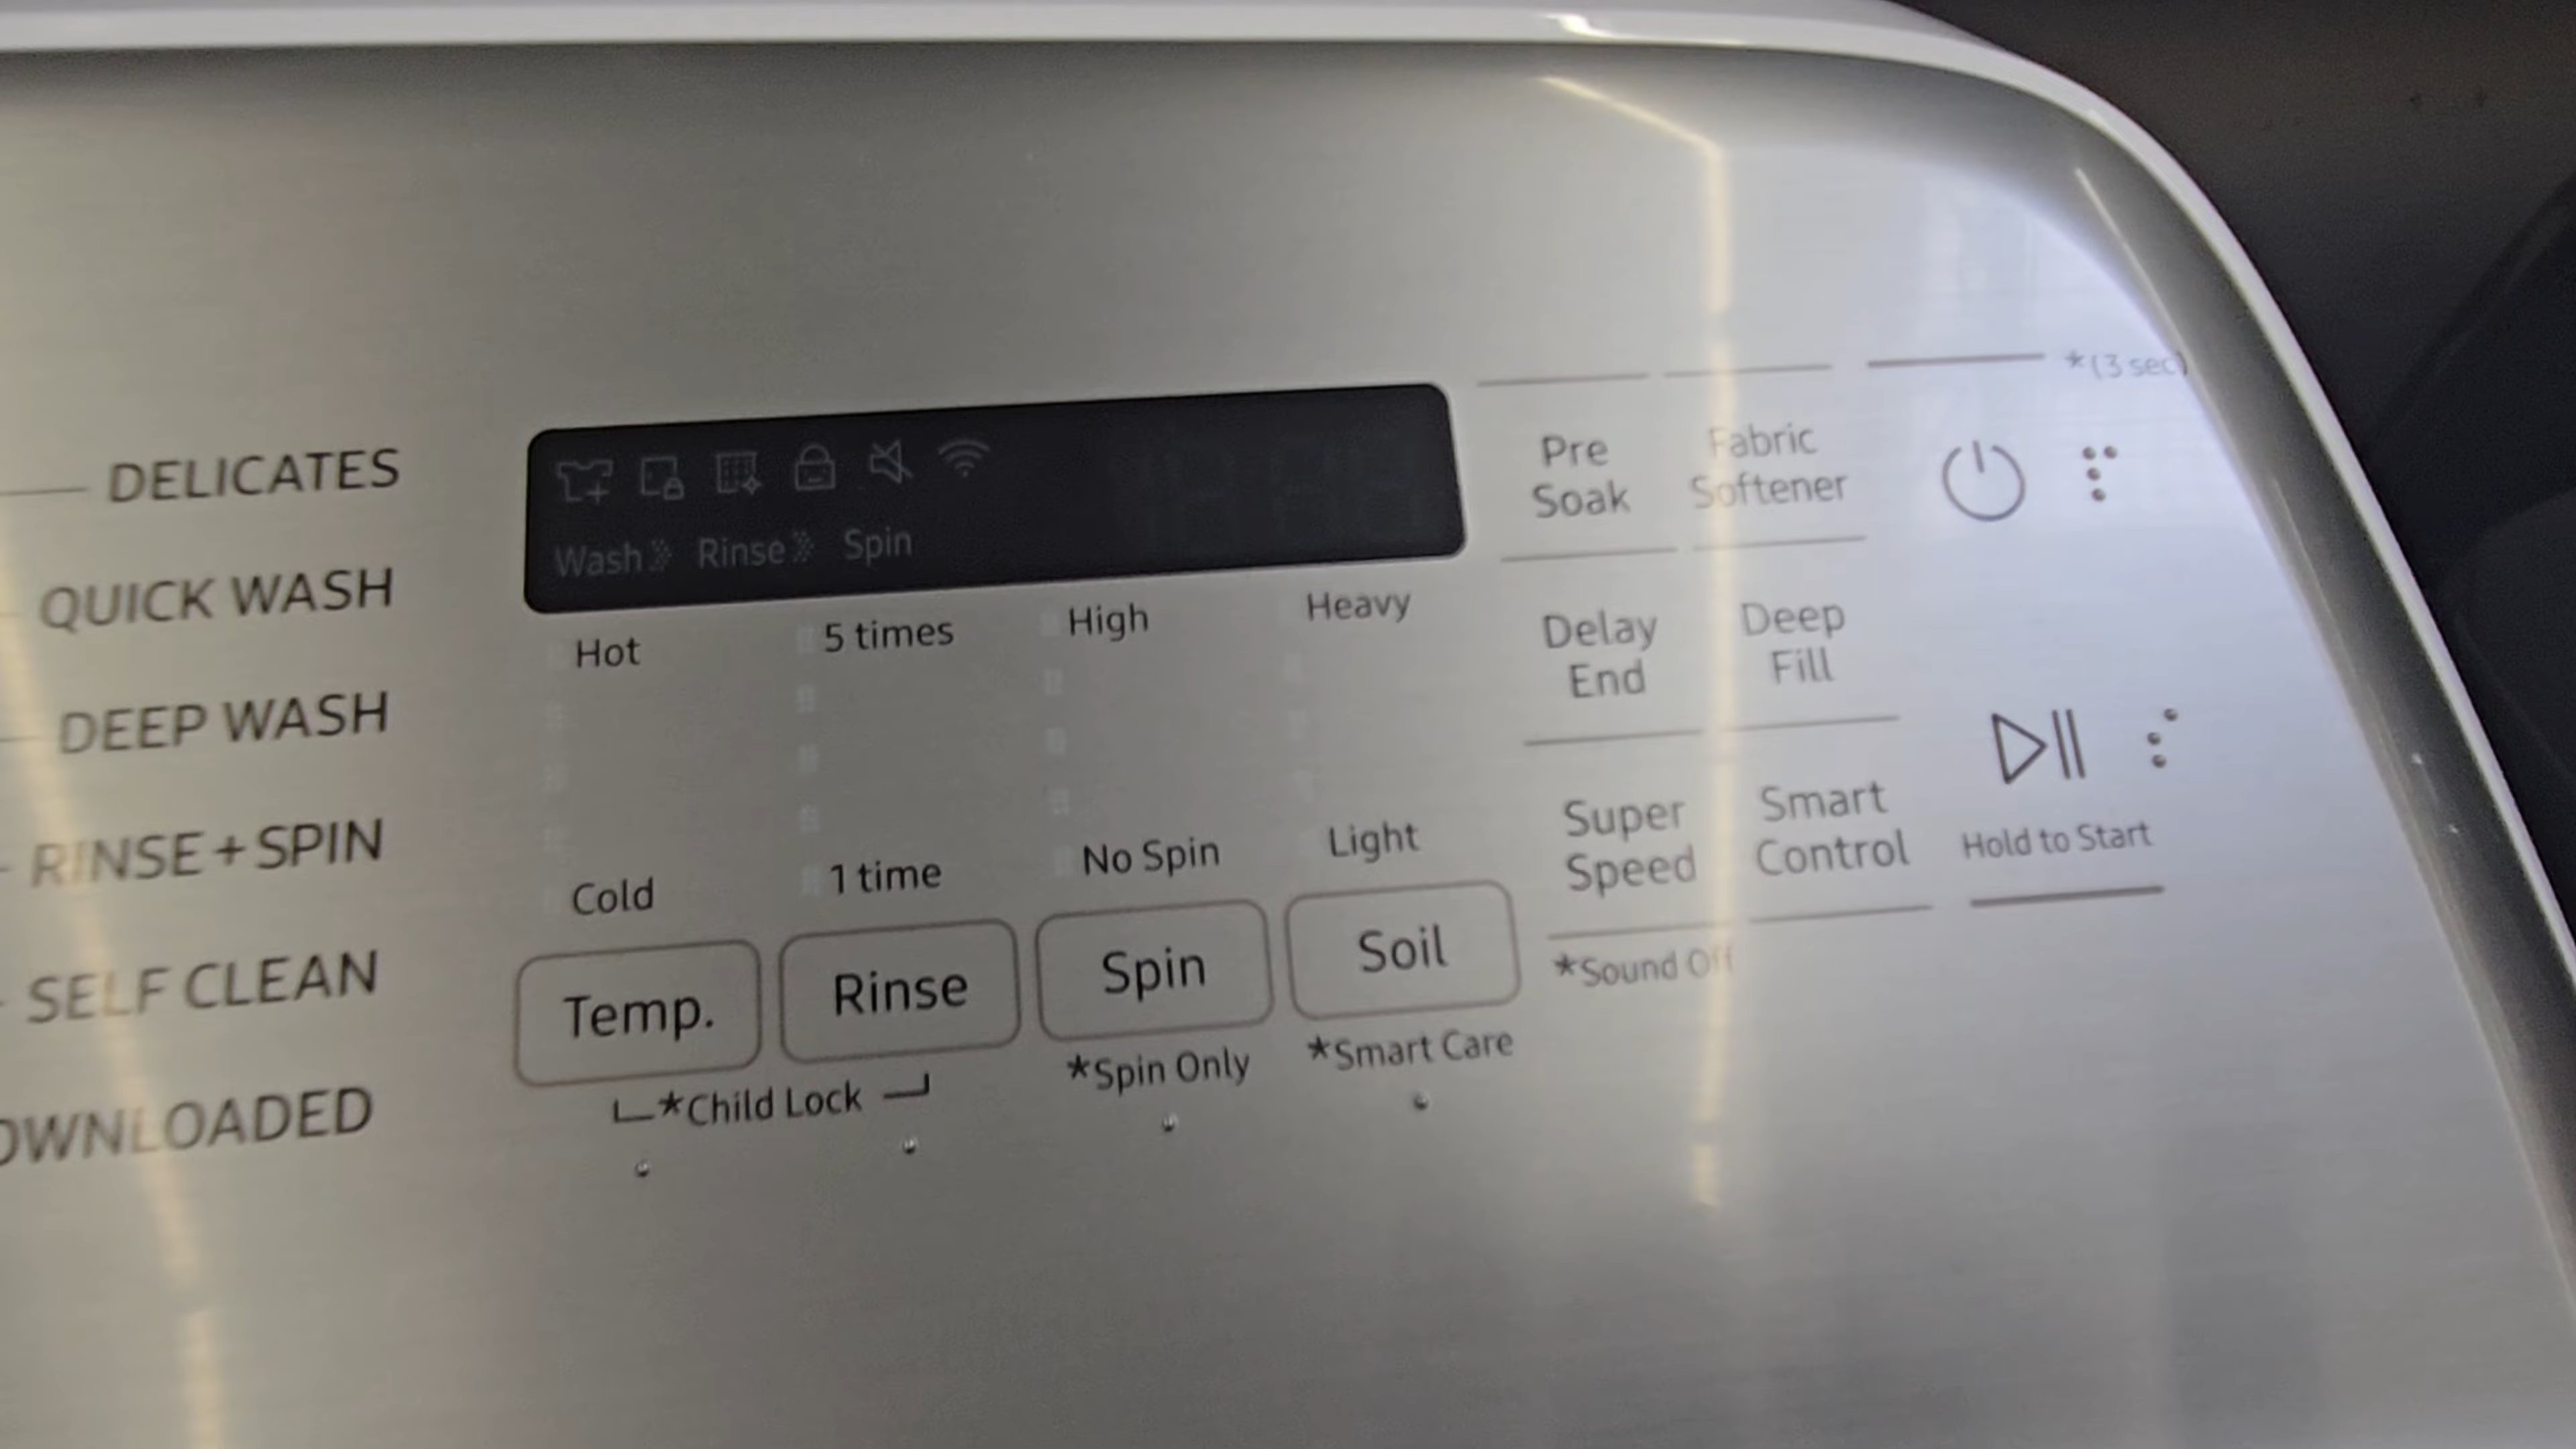 DELICATES
QUICK WASH
DEEP WASH
RINSE+SPIN
SELF CLEAN
OWNLOADED
Wash Rinse Spin
Hot 5 times High Heavy
Cold 1 time No Spin Light
Temp. Rinse Spin Soil
*Child Lock *Spin Only *Smart Care
Pre
Soak
Fabric
Softener
Delay
End
Deep
Fill
Super
Speed
Smart
Control
*Sound Off
*(3 sec)
Hold to Start